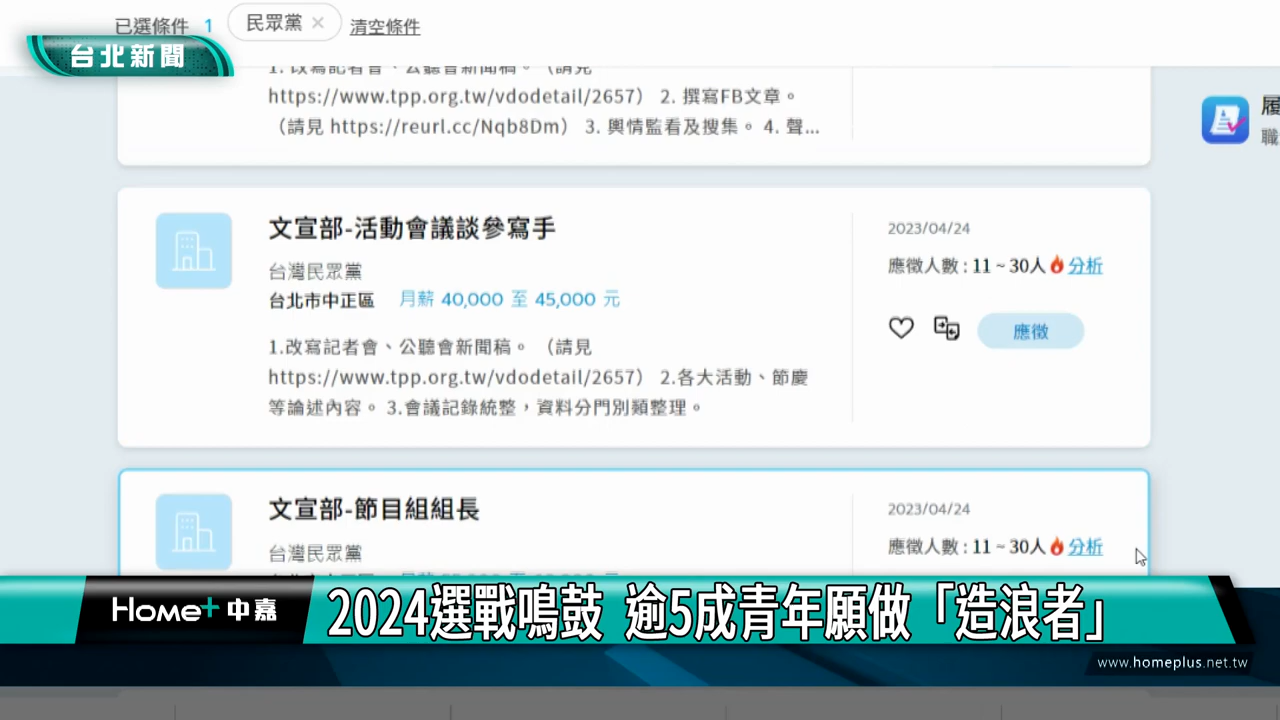 已選條件 1 民眾黨 × 清空條件
台北新聞
1. 改寫記者會、公聽會新聞稿。（請見
https://www.tpp.org.tw/vdodetail/2657） 2. 撰寫FB文章。
（請見 https://reurl.cc/Nqb8Dm） 3. 輿情監看及搜集。 4. 聲...
履
職
文宣部-活動會議談參寫手
台灣民眾黨
台北市中正區 月薪 40,000 至 45,000 元
1.改寫記者會、公聽會新聞稿。 （請見
https://www.tpp.org.tw/vdodetail/2657） 2.各大活動、節慶
等論述內容。 3.會議記錄統整，資料分門別類整理。
2023/04/24
應徵人數 : 11 ~ 30人 分析
應徵
文宣部-節目組組長
台灣民眾黨
2023/04/24
應徵人數 : 11 ~ 30人 分析
Home+ 中嘉
2024選戰鳴鼓 逾5成青年願做「造浪者」
www.homeplus.net.tw